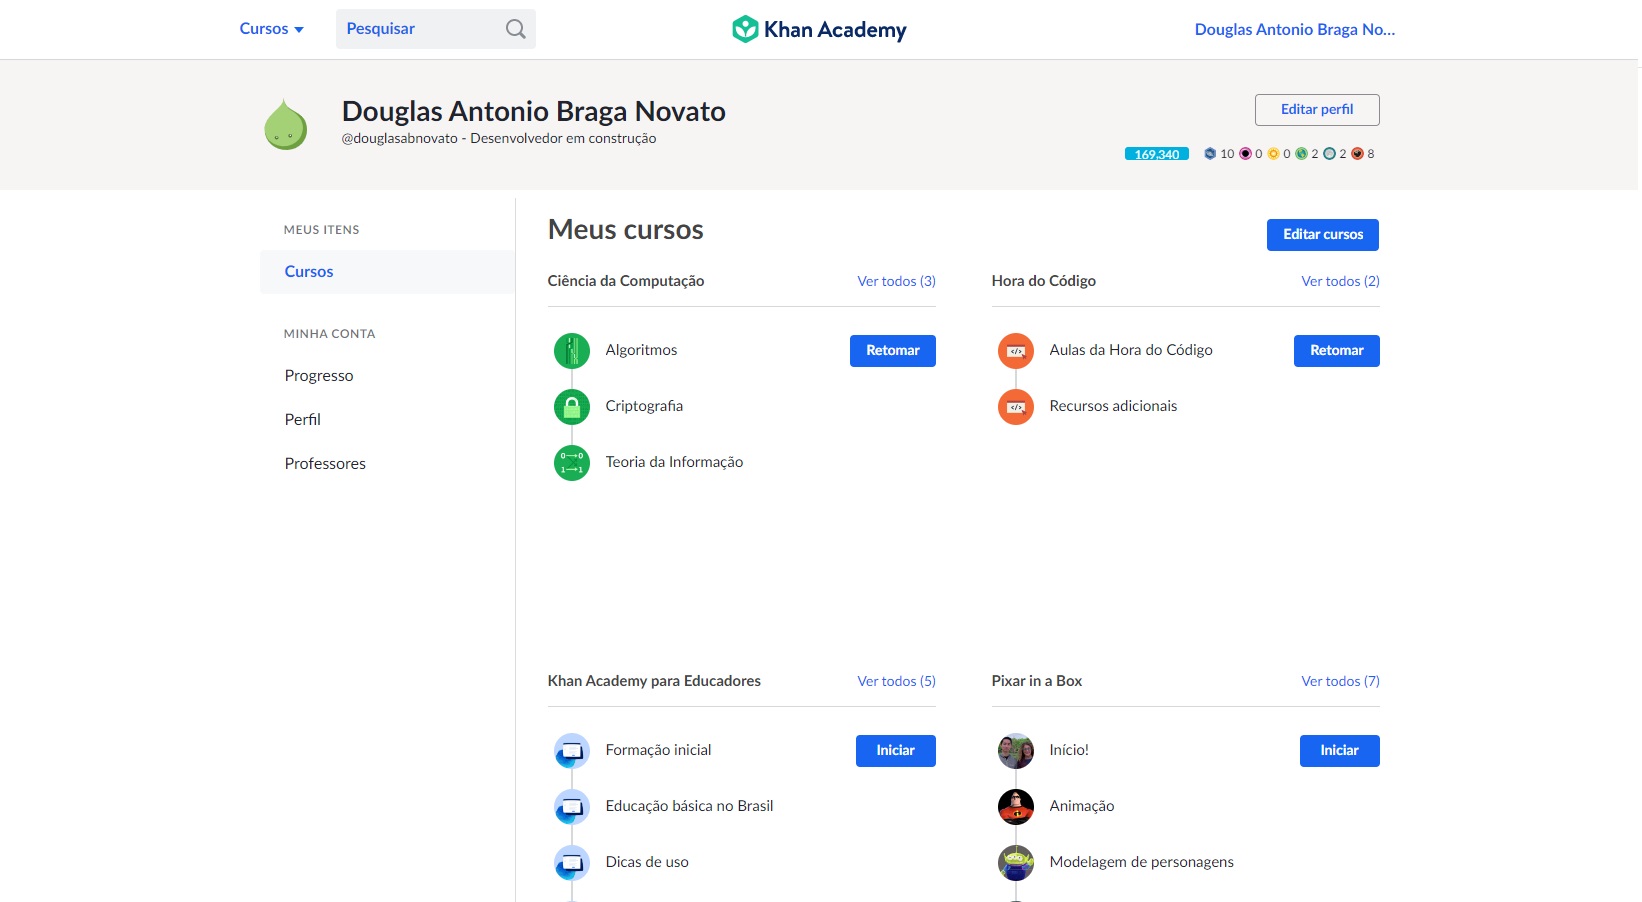 Cursos
Pesquisar
Khan Academy
Douglas Antonio Braga No...
Douglas Antonio Braga Novato
@douglasabnovato - Desenvolvedor em construção
Editar perfil
169,340 10 0 0 2 2 8
MEUS ITENS
Cursos
MINHA CONTA
Progresso
Perfil
Professores
Meus cursos
Editar cursos
Ciência da Computação
Ver todos (3)
Algoritmos
Retomar
Criptografia
Teoria da Informação
Hora do Código
Ver todos (2)
Aulas da Hora do Código
Retomar
Recursos adicionais
Khan Academy para Educadores
Ver todos (5)
Formação inicial
Iniciar
Educação básica no Brasil
Dicas de uso
Pixar in a Box
Ver todos (7)
Início!
Iniciar
Animação
Modelagem de personagens